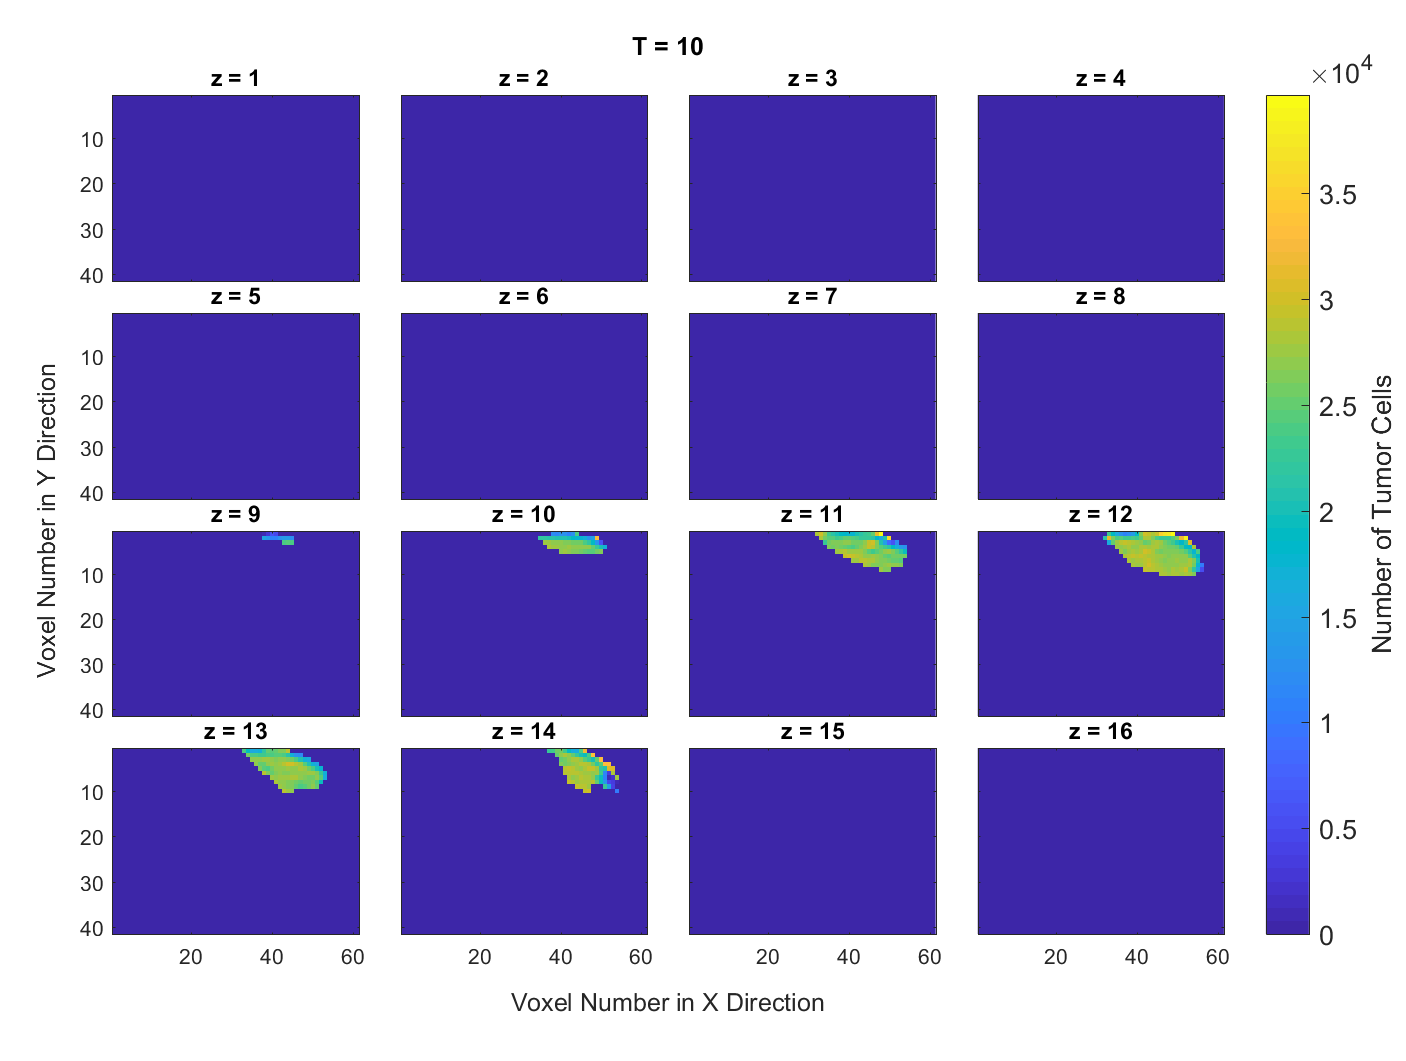 T = 10
×10⁴
z = 1 z = 2 z = 3 z = 4
10
20
30
40
z = 5 z = 6 z = 7 z = 8
10
20
30
40
z = 9 z = 10 z = 11 z = 12
10
20
30
40
z = 13 z = 14 z = 15 z = 16
10
20
30
40
20 40 60 20 40 60 20 40 60 20 40 60
Voxel Number in X Direction
Voxel Number in Y Direction
3.5
3
2.5
2
1.5
1
0.5
0
Number of Tumor Cells